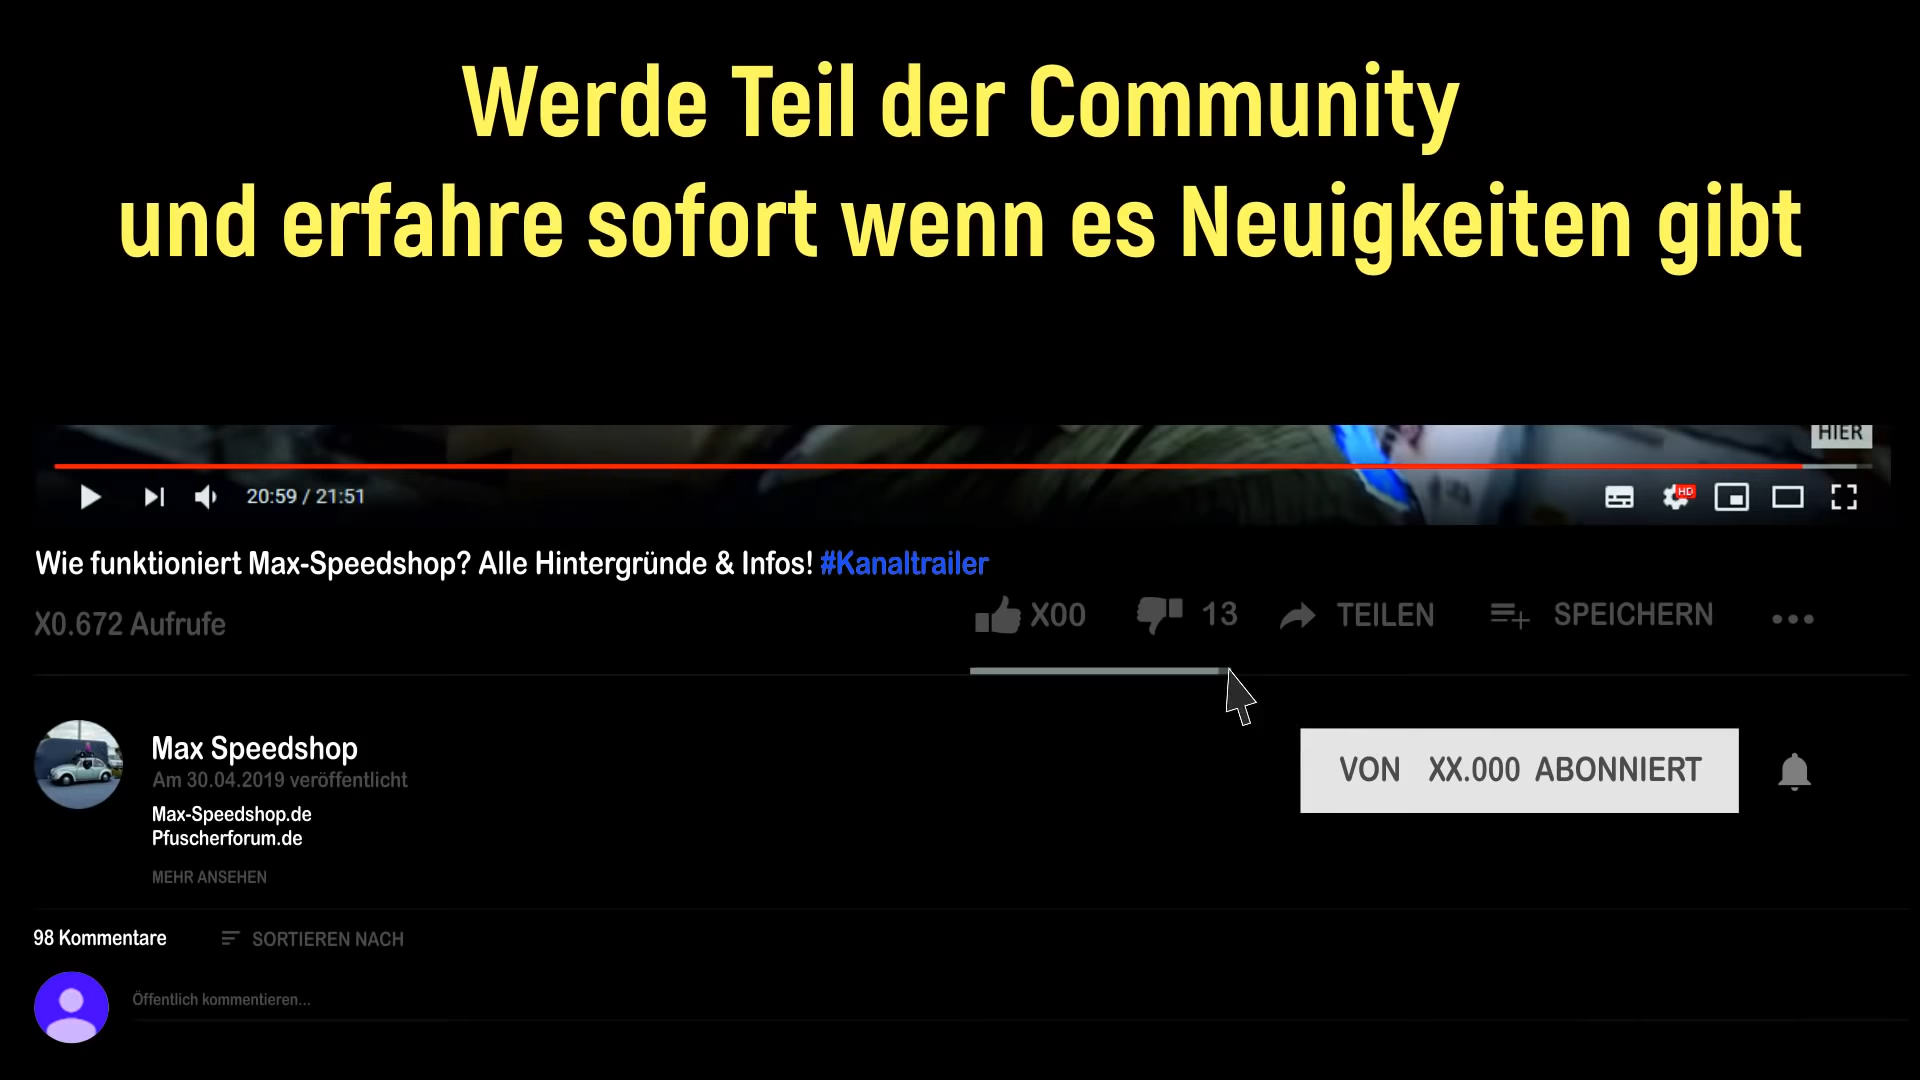 Werde Teil der Community
und erfahre sofort wenn es Neuigkeiten gibt
HIER
20:59 / 21:51
HD
Wie funktioniert Max-Speedshop? Alle Hintergründe & Infos! #Kanaltrailer
X0.672 Aufrufe
X00 13 TEILEN SPEICHERN
Max Speedshop
Am 30.04.2019 veröffentlicht
VON XX.000 ABONNIERT
Max-Speedshop.de
Pfuscherforum.de
MEHR ANSEHEN
98 Kommentare SORTIEREN NACH
Öffentlich kommentieren...